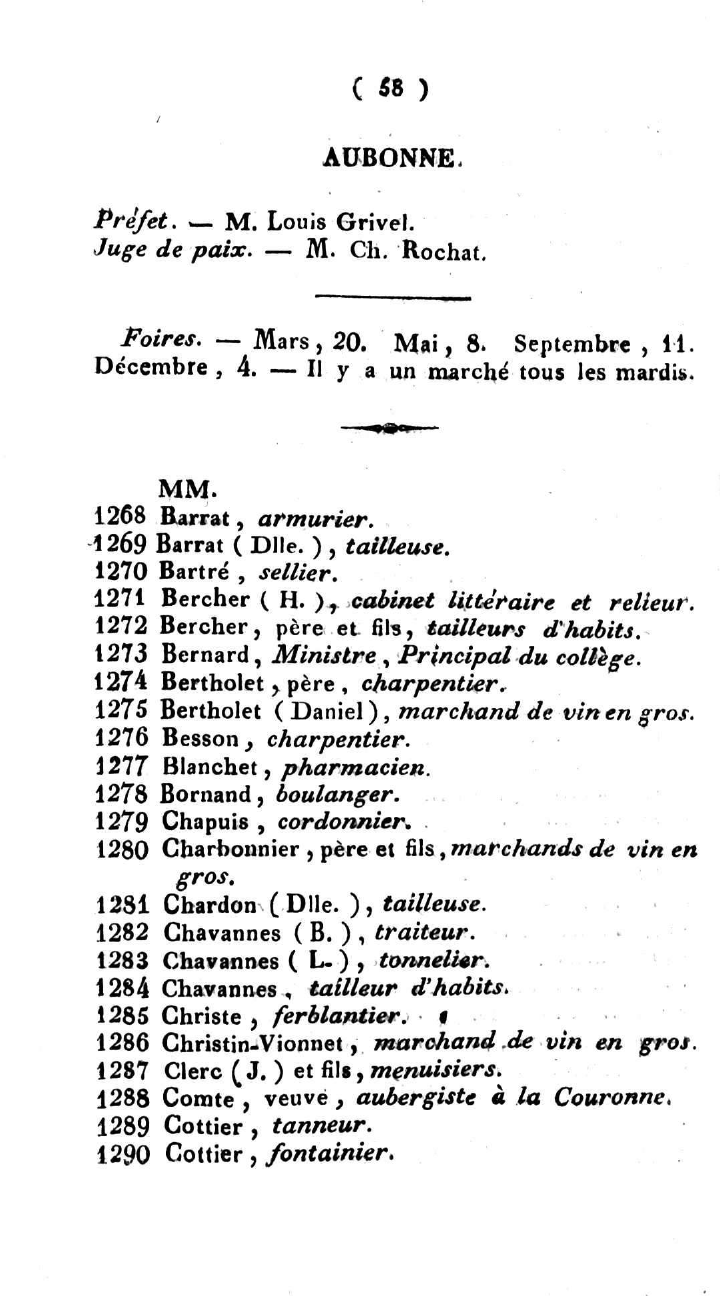 ( 58 )
AUBONNE.
Préfet. — M. Louis Grivel.
Juge de paix. — M. Ch. Rochat.
Foires. — Mars, 20. Mai, 8. Septembre, 11.
Décembre, 4. — Il y a un marché tous les mardis.
MM.
1268 Barrat, armurier.
1269 Barrat (Dlle.), tailleuse.
1270 Bartré, sellier.
1271 Bercher (H.), cabinet littéraire et relieur.
1272 Bercher, père et fils, tailleurs d'habits.
1273 Bernard, Ministre, Principal du collège.
1274 Bertholet, père, charpentier.
1275 Bertholet (Daniel), marchand de vin en gros.
1276 Besson, charpentier.
1277 Blanchet, pharmacien.
1278 Bornand, boulanger.
1279 Chapuis, cordonnier.
1280 Charbonnier, père et fils, marchands de vin en
gros.
1281 Chardon (Dlle.), tailleuse.
1282 Chavannes (B.), traiteur.
1283 Chavannes (L.), tonnelier.
1284 Chavannes, tailleur d'habits.
1285 Christe, ferblantier.
1286 Christin-Vionnet, marchand de vin en gros.
1287 Clerc (J.) et fils, menuisiers.
1288 Comte, veuve, aubergiste à la Couronne.
1289 Cottier, tanneur.
1290 Cottier, fontainier.